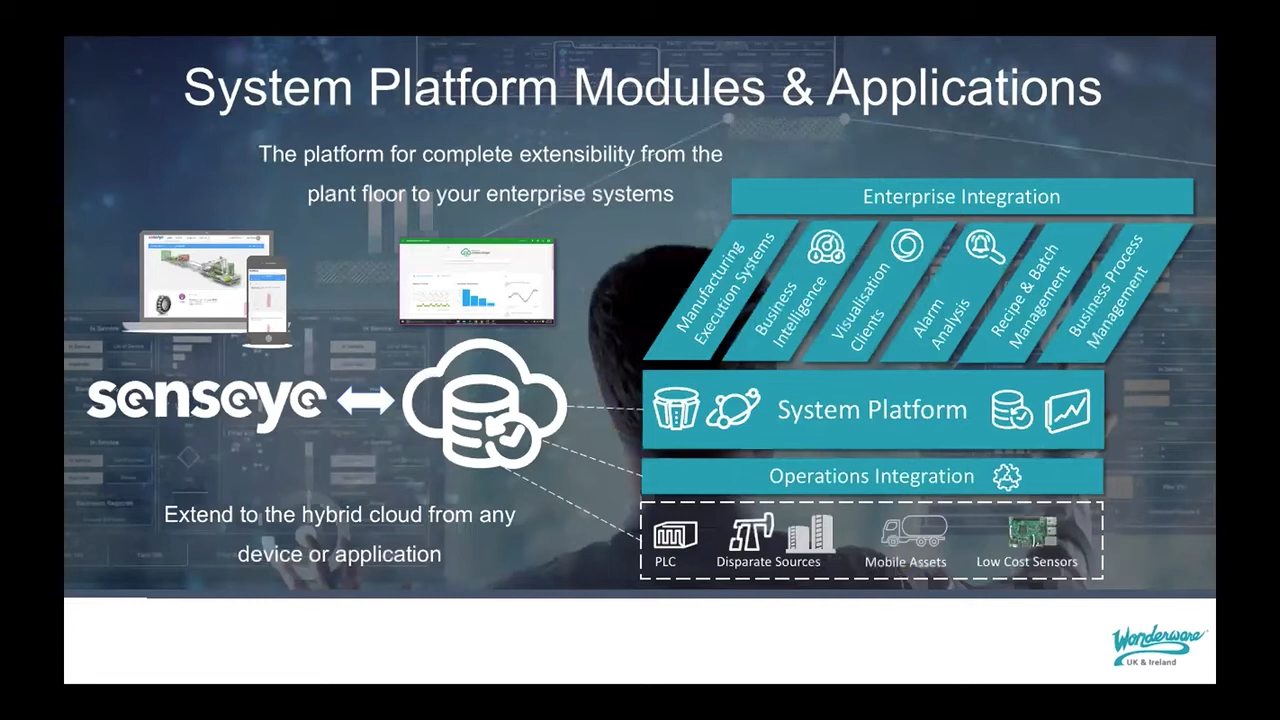 System Platform Modules & Applications
The platform for complete extensibility from the
plant floor to your enterprise systems
Enterprise Integration
Manufacturing
Execution Systems
Business
Intelligence
Visualisation
Clients
Alarm
Analysis
Recipe & Batch
Management
Business Process
Management
senseye
System Platform
Operations Integration
Extend to the hybrid cloud from any
device or application
PLC
Disparate Sources
Mobile Assets
Low Cost Sensors
Wonderware
UK & Ireland